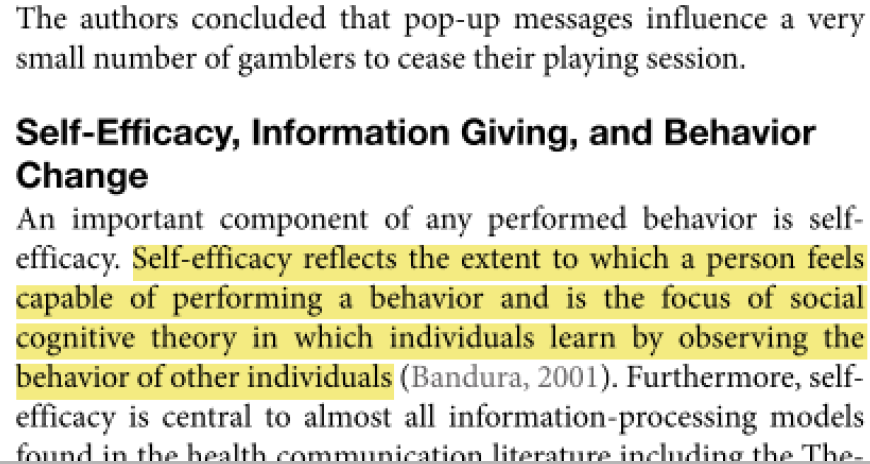 The authors concluded that pop-up messages influence a very
small number of gamblers to cease their playing session.
Self-Efficacy, Information Giving, and Behavior
Change
An important component of any performed behavior is self-
efficacy. Self-efficacy reflects the extent to which a person feels
capable of performing a behavior and is the focus of social
cognitive theory in which individuals learn by observing the
behavior of other individuals (Bandura, 2001). Furthermore, self-
efficacy is central to almost all information-processing models
found in the health communication literature including the The-